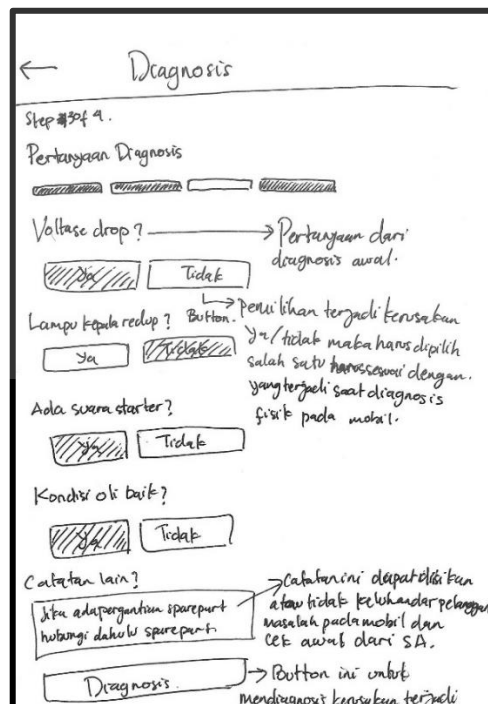 ← Diagnosis
Step 3 of 4.
Pertanyaan Diagnosis
Voltase drop? → Pertanyaan dari
diagnosis awal.
Ya Tidak
Button. → pemilihan terjadi kerusakan
Lampu kepala redup?
ya/tidak maka harus dipilih
Ya Tidak
salah satu harus sesuai dengan.
yang terjadi saat diagnosis
fisik pada mobil.
Ada suara starter?
Ya Tidak
Kondisi oli baik?
Ya Tidak
Catatan lain?
→ Catatan ini dapat diisikan
Jika ada pergantian sparepart
atau tidak keluhan dar pelanggan
hubungi dahulu sparepart.
masalah pada mobil dan
cek awal dari SA.
Diagnosis. → Button ini untuk
mendiagnosis kerusakan terjadi